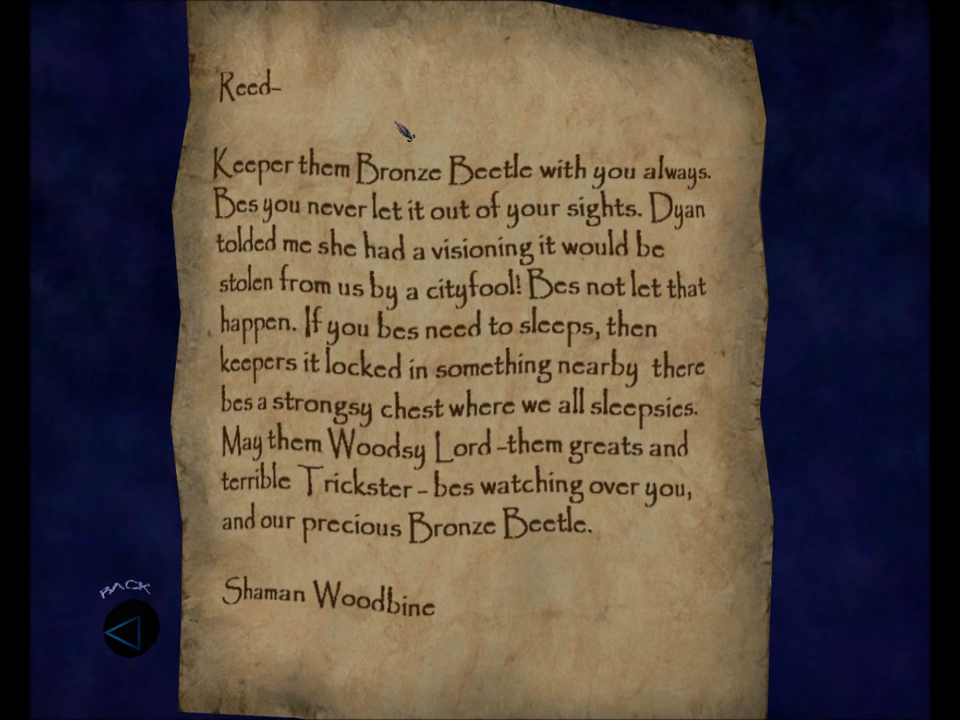 Reed-
Keeper them Bronze Beetle with you always.
Bes you never let it out of your sights. Dyan
tolded me she had a visioning it would be
stolen from us by a cityfool! Bes not let that
happen. If you bes need to sleeps, then
keepers it locked in something nearby there
bes a strongsy chest where we all sleepsies.
May them Woodsy Lord -them greats and
terrible Trickster - bes watching over you,
and our precious Bronze Beetle.
Shaman Woodbine
BACK